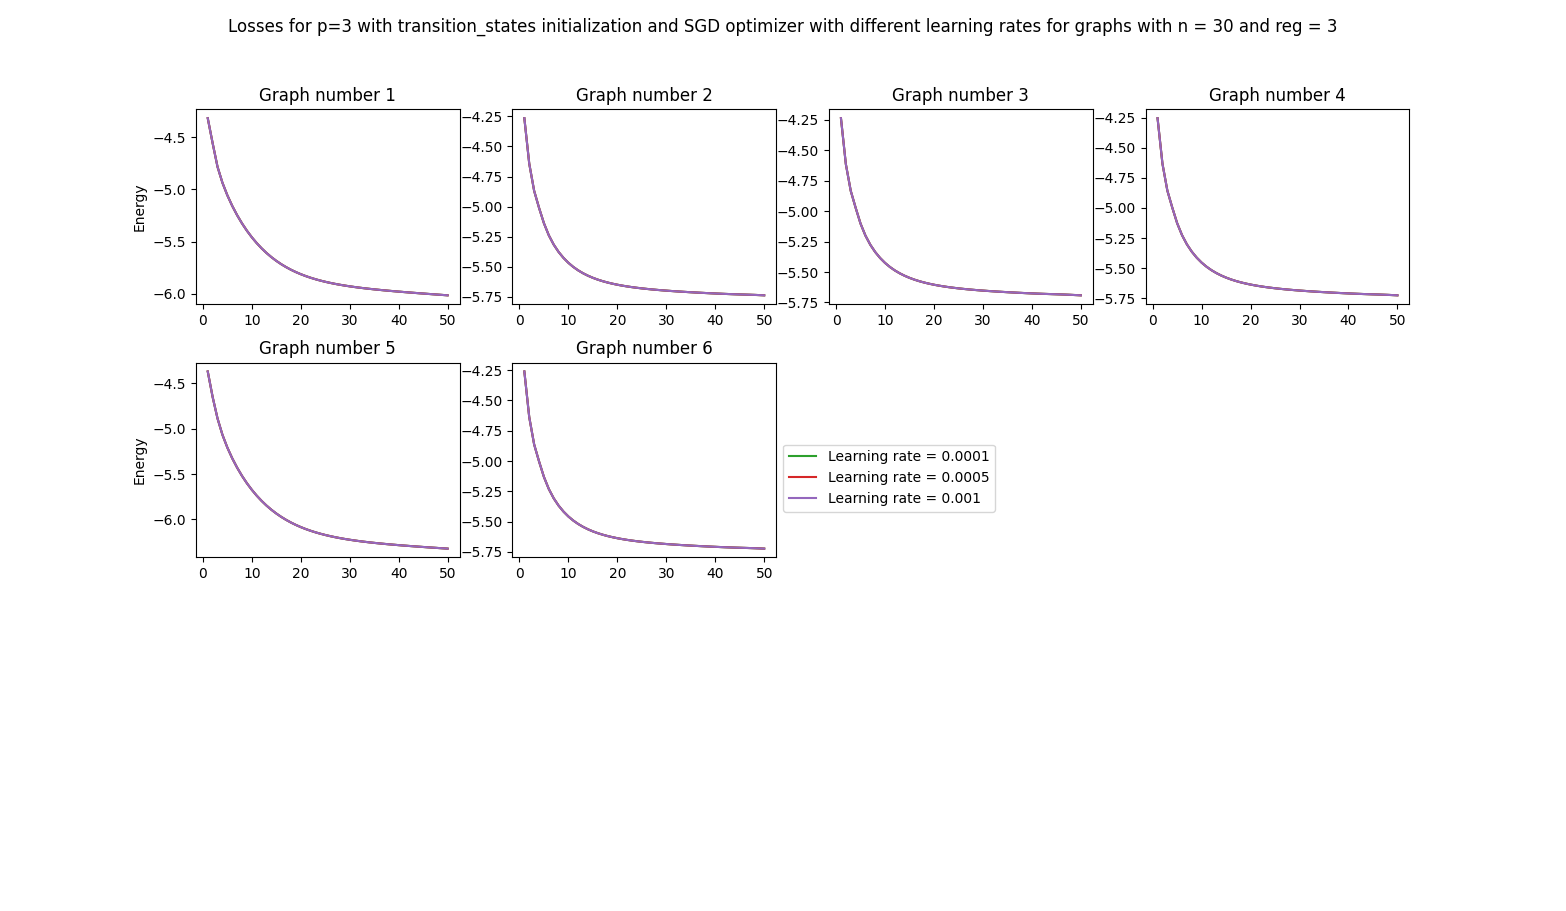 Losses for p=3 with transition_states initialization and SGD optimizer with different learning rates for graphs with n = 30 and reg = 3
Graph number 1
Graph number 2
Graph number 3
Graph number 4
Energy
−4.5
−5.0
−5.5
−6.0
0 10 20 30 40 50
−4.25
−4.50
−4.75
−5.00
−5.25
−5.50
−5.75
0 10 20 30 40 50
−4.25
−4.50
−4.75
−5.00
−5.25
−5.50
−5.75
0 10 20 30 40 50
−4.25
−4.50
−4.75
−5.00
−5.25
−5.50
−5.75
0 10 20 30 40 50
Graph number 5
Graph number 6
Energy
−4.5
−5.0
−5.5
−6.0
0 10 20 30 40 50
−4.25
−4.50
−4.75
−5.00
−5.25
−5.50
−5.75
0 10 20 30 40 50
Learning rate = 0.0001
Learning rate = 0.0005
Learning rate = 0.001